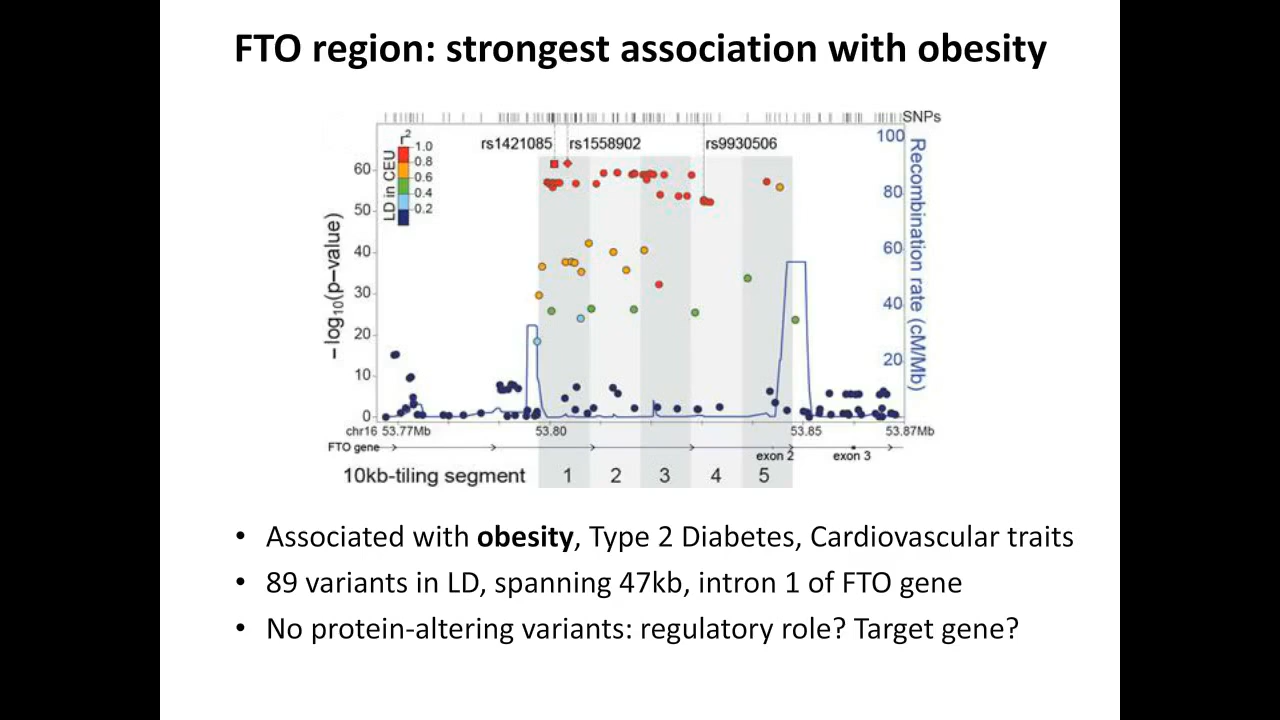 FTO region: strongest association with obesity
SNPs
rs1421085 rs1558902 rs9930506
r²
LD in CEU
1.0
0.8
0.6
0.4
0.2
−log₁₀(p−value)
60
50
40
30
20
10
0
100
80
60
40
20
Recombination rate (cM/Mb)
chr16 53.77Mb 53.80 53.85 53.87Mb
FTO gene
exon 2 exon 3
10kb-tiling segment 1 2 3 4 5
• Associated with obesity, Type 2 Diabetes, Cardiovascular traits
• 89 variants in LD, spanning 47kb, intron 1 of FTO gene
• No protein-altering variants: regulatory role? Target gene?